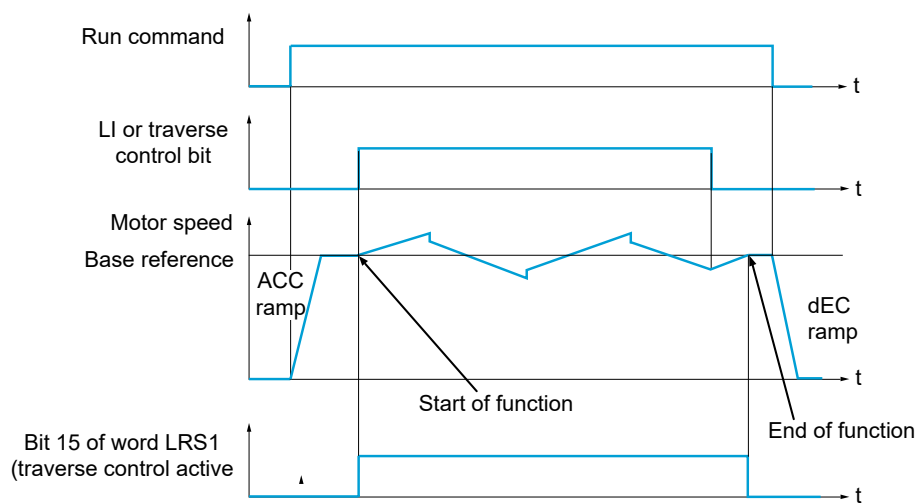 Run command
t
LI or traverse
control bit
t
Motor speed
Base reference
ACC
ramp
dEC
ramp
t
Start of function
End of function
Bit 15 of word LRS1
(traverse control active
t